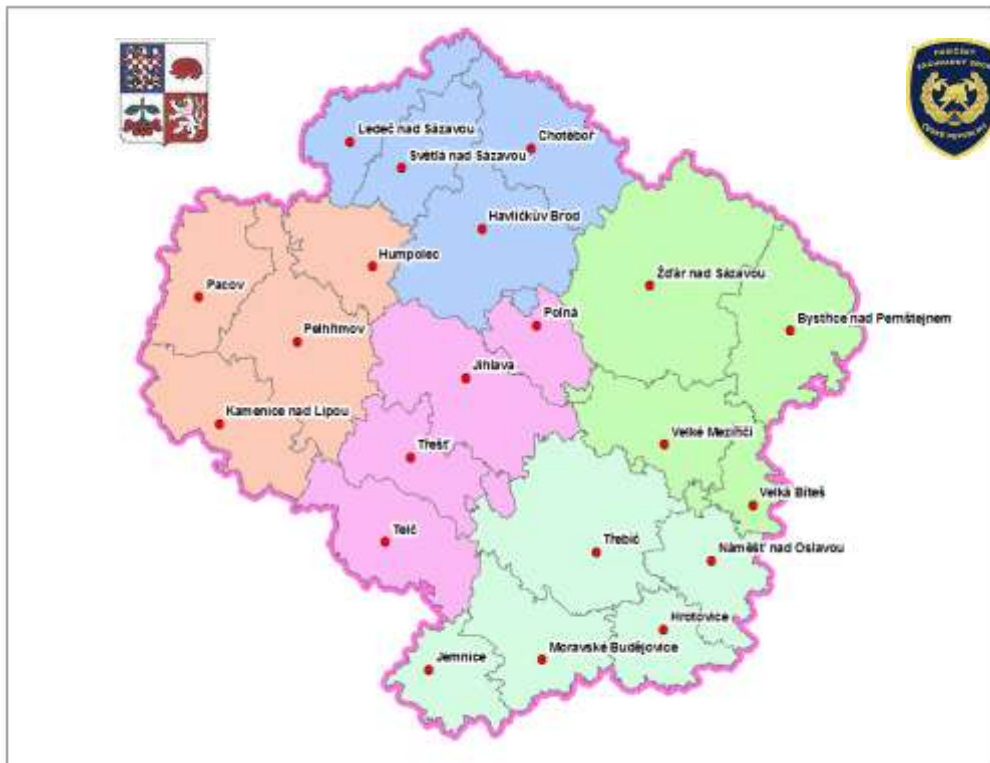 Ledeč nad Sázavou
Chotěboř
Světlá nad Sázavou
Havlíčkův Brod
Humpolec
Žďár nad Sázavou
Pacov
Polná
Bystřice nad Pernštejnem
Pelhřimov
Jihlava
Kamenice nad Lipou
Velké Meziříčí
Třešť
Velká Bíteš
Telč
Třebíč
Náměšť nad Oslavou
Hrotovice
Moravské Budějovice
Jemnice